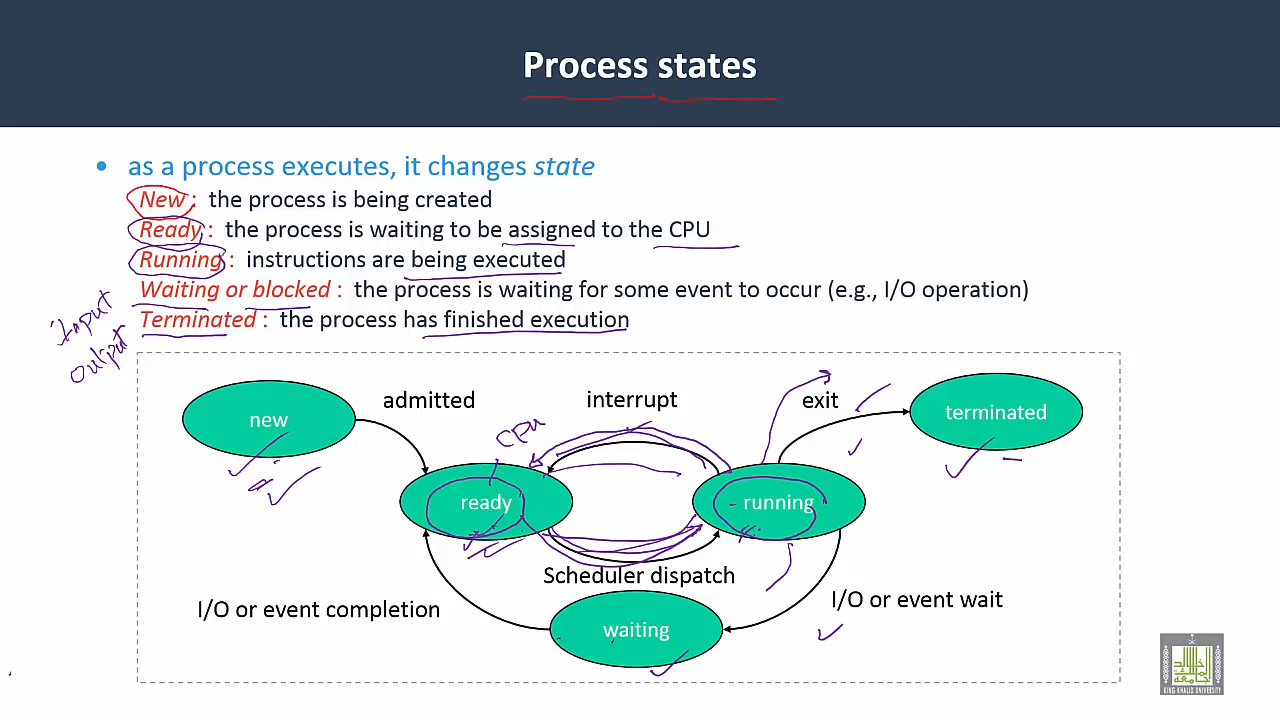 Process states
• as a process executes, it changes state
New : the process is being created
Ready : the process is waiting to be assigned to the CPU
Running : instructions are being executed
Waiting or blocked : the process is waiting for some event to occur (e.g., I/O operation)
Terminated : the process has finished execution
Input
output
new
admitted
interrupt
exit
terminated
CPU
ready
running
Scheduler dispatch
I/O or event completion
I/O or event wait
waiting
KING KHALID UNIVERSITY